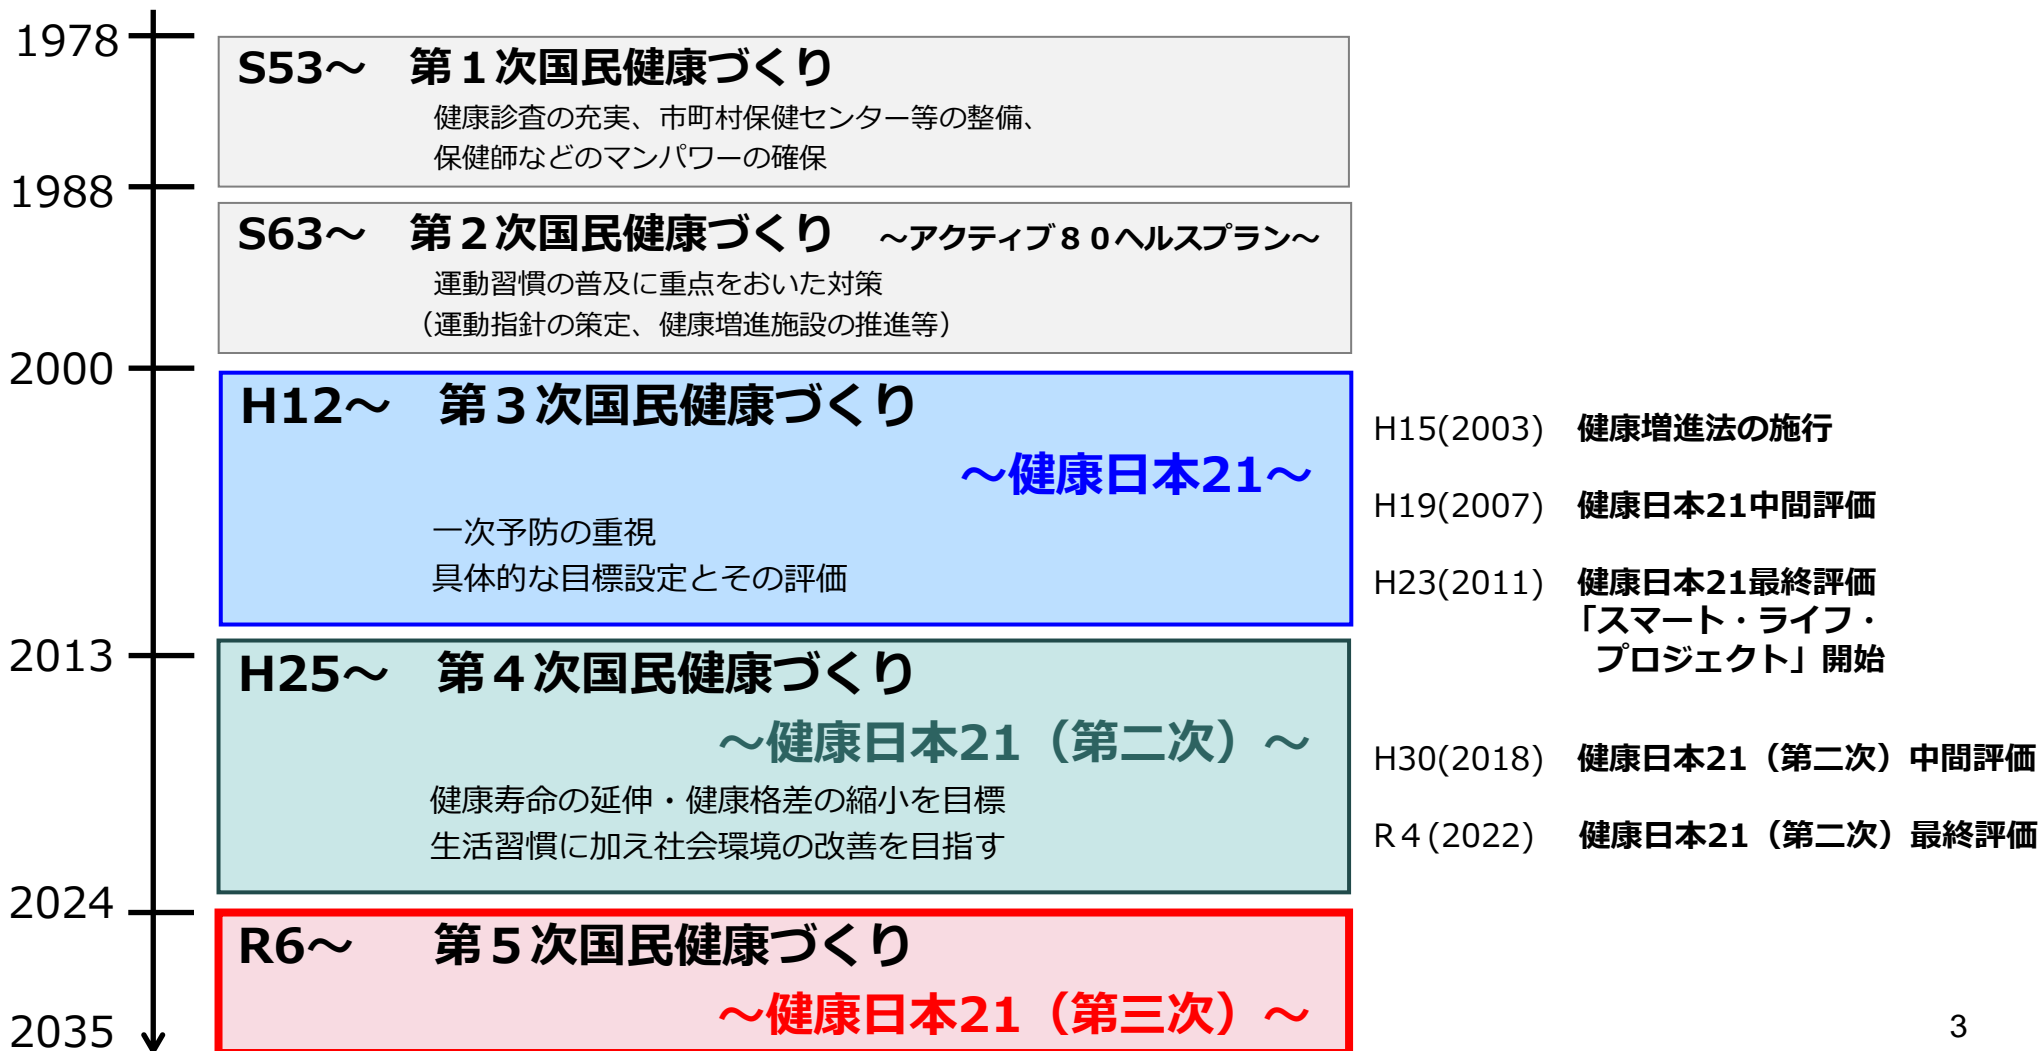 1978
S53～　第１次国民健康づくり
健康診査の充実、市町村保健センター等の整備、
保健師などのマンパワーの確保
1988
S63～　第２次国民健康づくり　～アクティブ８０ヘルスプラン～
運動習慣の普及に重点をおいた対策
（運動指針の策定、健康増進施設の推進等）
2000
H12～　第３次国民健康づくり
～健康日本21～
一次予防の重視
具体的な目標設定とその評価
H15(2003)　健康増進法の施行
H19(2007)　健康日本21中間評価
H23(2011)　健康日本21最終評価
「スマート・ライフ・
プロジェクト」開始
2013
H25～　第４次国民健康づくり
～健康日本21（第二次）～
健康寿命の延伸・健康格差の縮小を目標
生活習慣に加え社会環境の改善を目指す
H30(2018)　健康日本21（第二次）中間評価
R４(2022)　健康日本21（第二次）最終評価
2024
R6～　第５次国民健康づくり
～健康日本21（第三次）～
2035
3